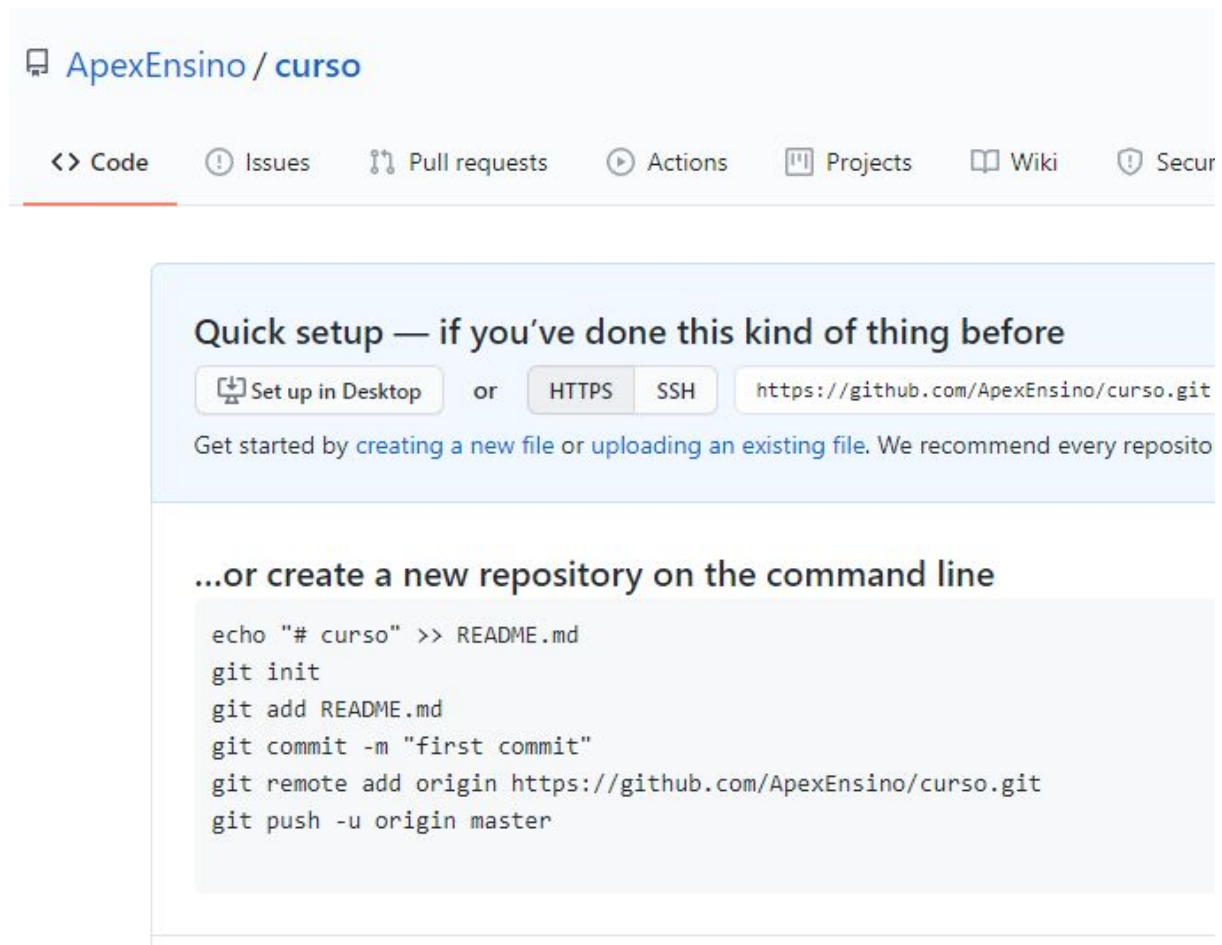 ApexEnsino / curso
<> Code Issues Pull requests Actions Projects Wiki Secur
Quick setup — if you’ve done this kind of thing before
Set up in Desktop or HTTPS SSH https://github.com/ApexEnsino/curso.git
Get started by creating a new file or uploading an existing file. We recommend every reposito
...or create a new repository on the command line
echo "# curso" >> README.md
git init
git add README.md
git commit -m "first commit"
git remote add origin https://github.com/ApexEnsino/curso.git
git push -u origin master